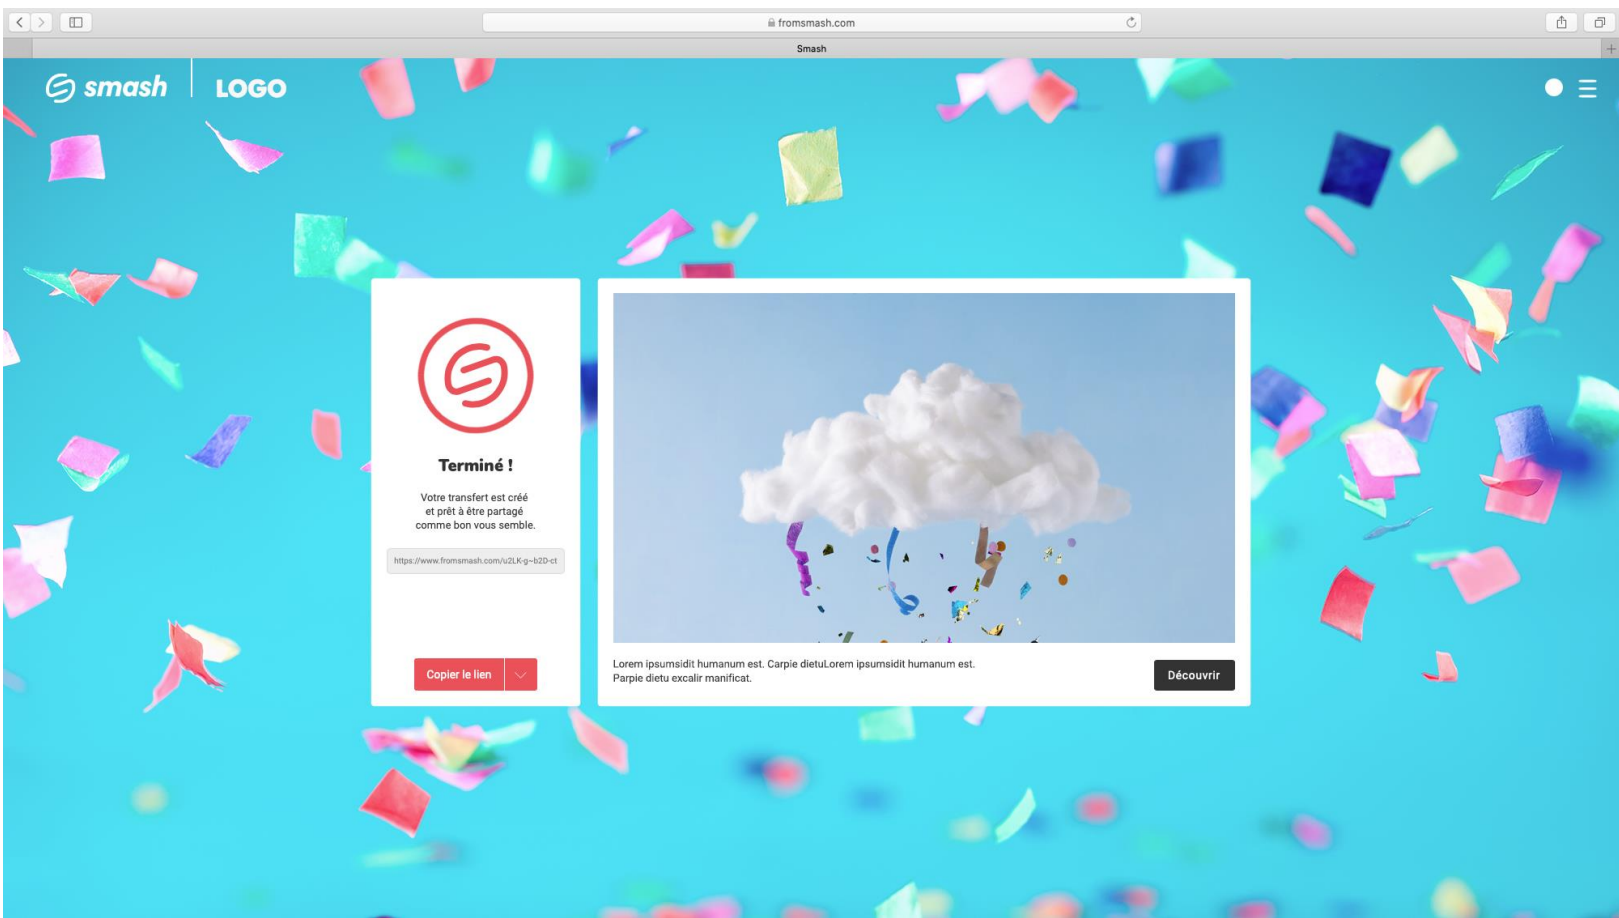 fromsmash.com
Smash
smash
LOGO
Terminé !
Votre transfert est créé
et prêt à être partagé
comme bon vous semble.
https://www.fromsmash.com/u2LK-g~b2D-ct
Copier le lien
Lorem ipsumsidit humanum est. Carpie dietuLorem ipsumsidit humanum est.
Parpie dietu excalir manificat.
Découvrir